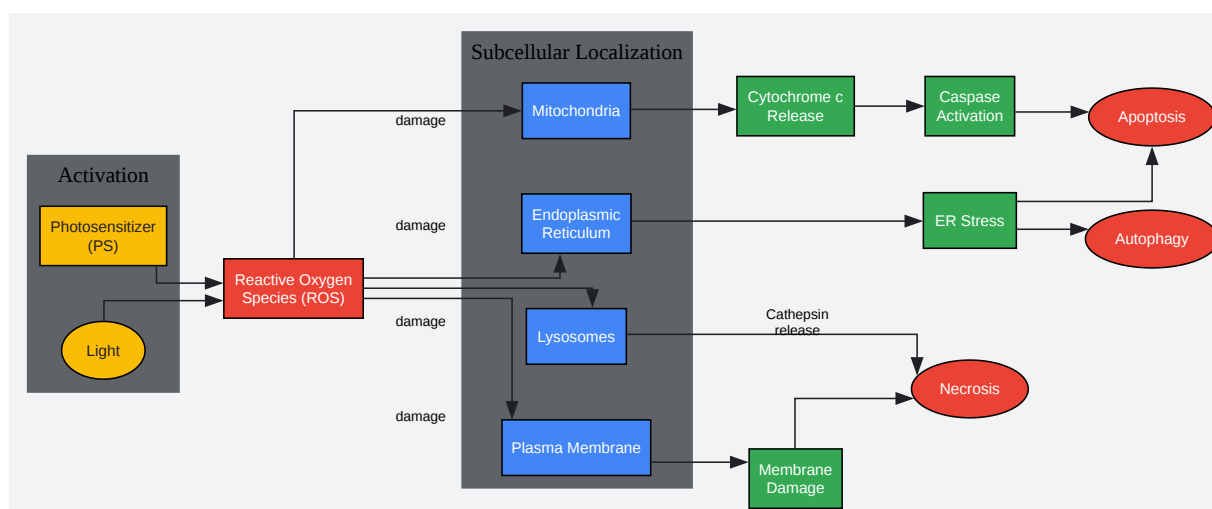 Subcellular Localization
Mitochondria
Cytochrome c
Release
Caspase
Activation
Apoptosis
damage
Activation
Photosensitizer
(PS)
Endoplasmic
Reticulum
ER Stress
Autophagy
damage
Reactive Oxygen
Species (ROS)
Light
damage
Lysosomes
Cathepsin
release
Necrosis
damage
Plasma Membrane
Membrane
Damage